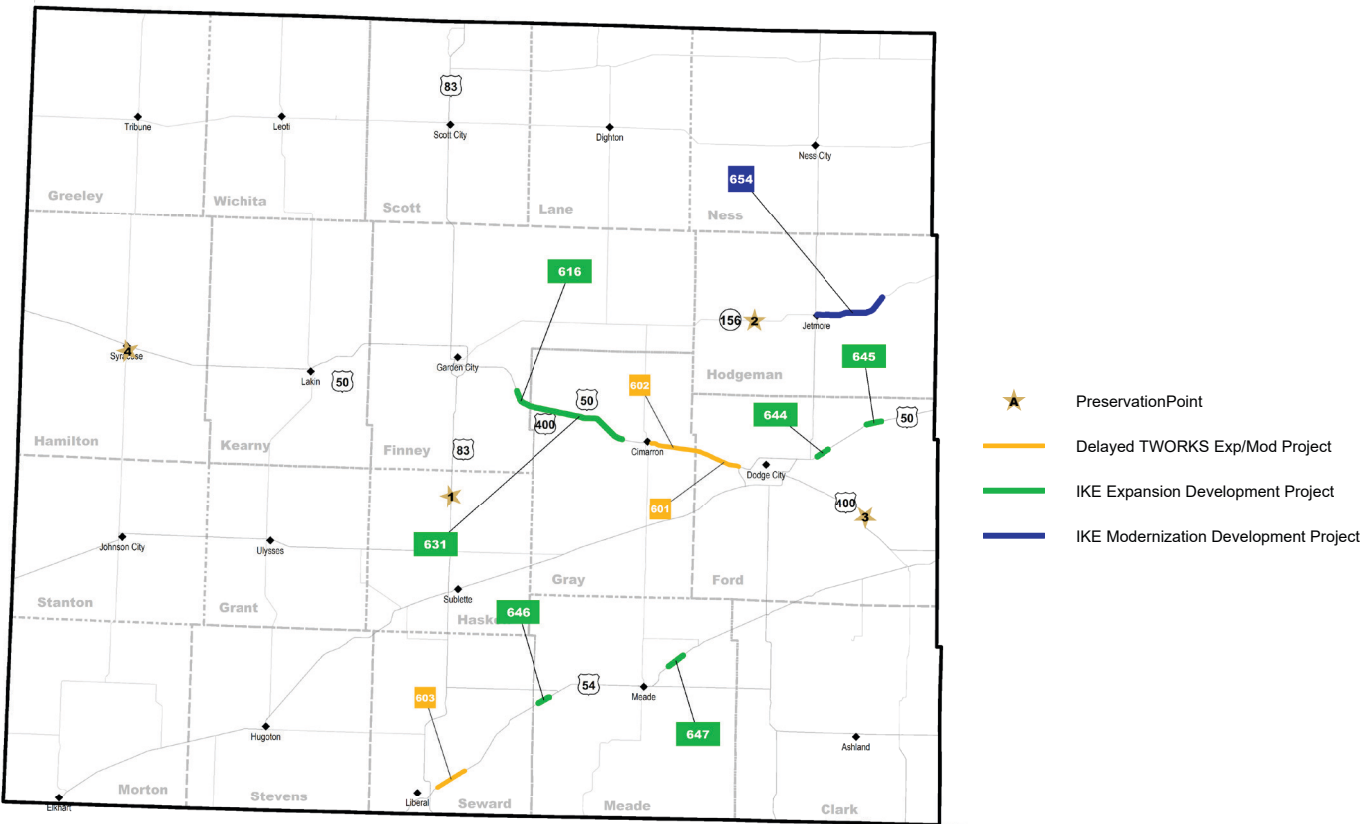 83
Tribune
Leoti
Scott City
Dighton
Ness City
654
Greeley
Wichita
Scott
Lane
Ness
616
156
2
Jetmore
4
Syracuse
Garden City
Lakin
50
645
Hodgeman
602
50
400
644
50
Hamilton
Kearny
Finney
83
Cimarron
Dodge City
1
601
400
3
631
Johnson City
Ulysses
Gray
Ford
Stanton
Grant
Sublette
646
Haske
603
54
Meade
647
Hugoton
Ashland
Morton
Stevens
Elkhart
Liberal
Seward
Meade
Clark
A
PreservationPoint
Delayed TWORKS Exp/Mod Project
IKE Expansion Development Project
IKE Modernization Development Project